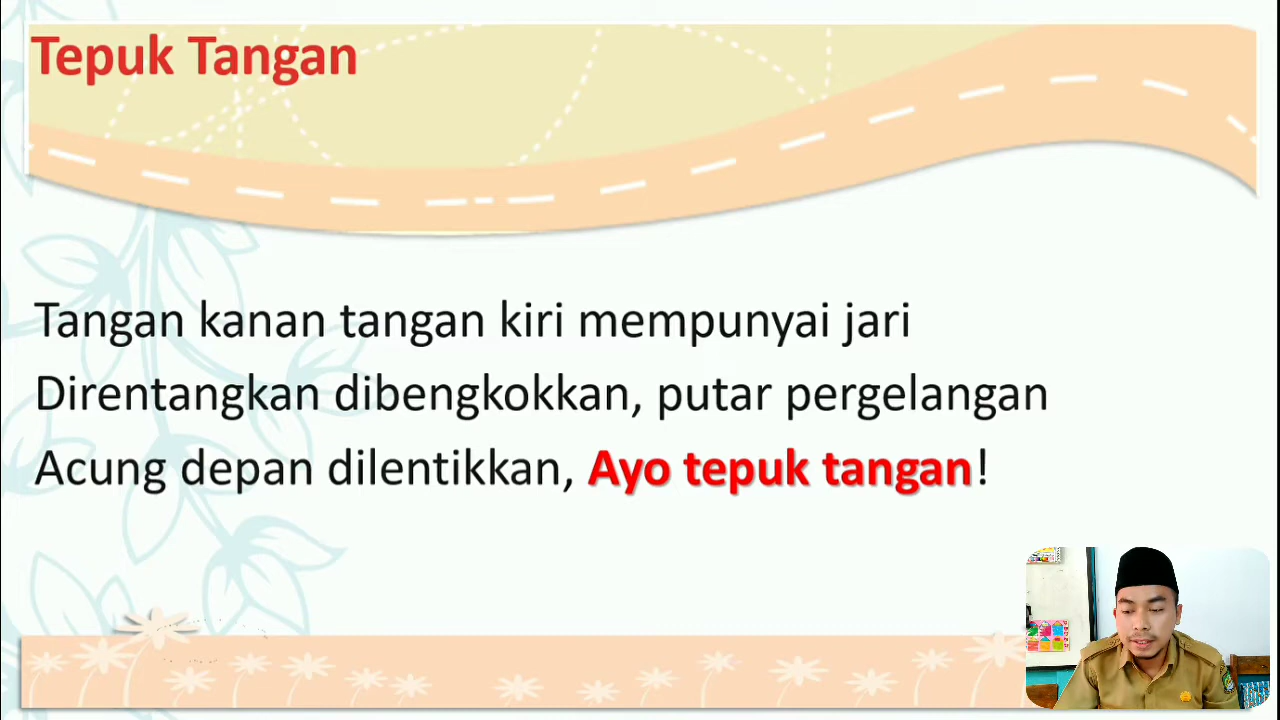 Tepuk Tangan
Tangan kanan tangan kiri mempunyai jari
Direntangkan dibengkokkan, putar pergelangan
Acung depan dilentikkan, Ayo tepuk tangan!